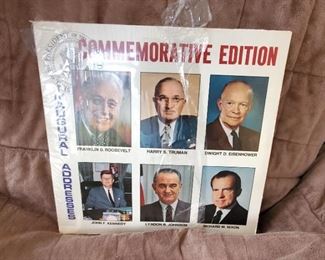 COMMEMORATIVE EDITION
INAUGURAL ADDRESSES
FRANKLIN D. ROOSEVELT
HARRY S. TRUMAN
DWIGHT D. EISENHOWER
JOHN F. KENNEDY
LYNDON B. JOHNSON
RICHARD M. NIXON